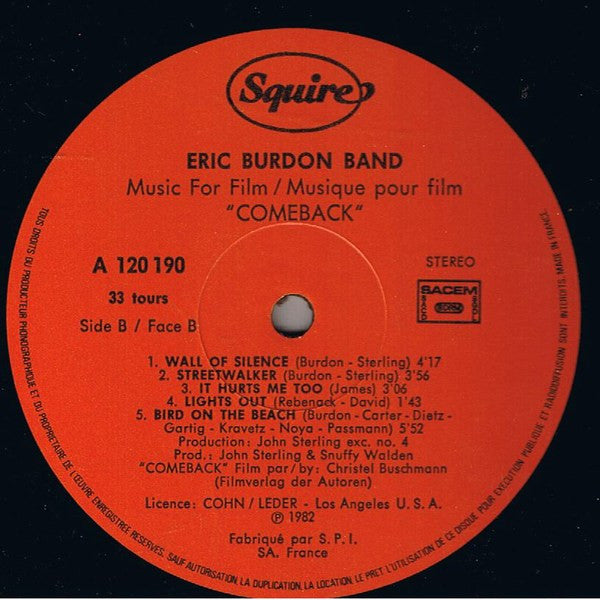 Squire
ERIC BURDON BAND
Music For Film / Musique pour film
"COMEBACK"
A 120 190
STEREO
33 tours
SACEM
SACD
SDRM
SGDL
Side B / Face B
1. WALL OF SILENCE (Burdon - Sterling) 4'17
2. STREETWALKER (Burdon - Sterling) 3'56
3. IT HURTS ME TOO (James) 3'06
4. LIGHTS OUT (Rebenack - David) 1'43
5. BIRD ON THE BEACH (Burdon - Carter - Dietz -
Gartig - Kravetz - Noya - Passmann) 5'52
Production: John Sterling exc. no. 4
Prod.: John Sterling & Snuffy Walden
"COMEBACK" Film par/by: Christel Buschmann
(Filmverlag der Autoren)
Licence: COHN / LEDER - Los Angeles U.S.A.
℗ 1982
Fabriqué par S.P.I.
SA. France
TOUS DROITS DU PRODUCTEUR PHONOGRAPHIQUE ET DU PROPRIETAIRE DE L'ŒUVRE ENREGISTREE RESERVES. SAUF AUTORISATION LA DUPLICATION, LA LOCATION, LE PRET L'UTILISATION DE CE DISQUE POUR EXECUTION PUBLIQUE ET RADIODIFFUSION SONT INTERDITS. MADE IN FRANCE